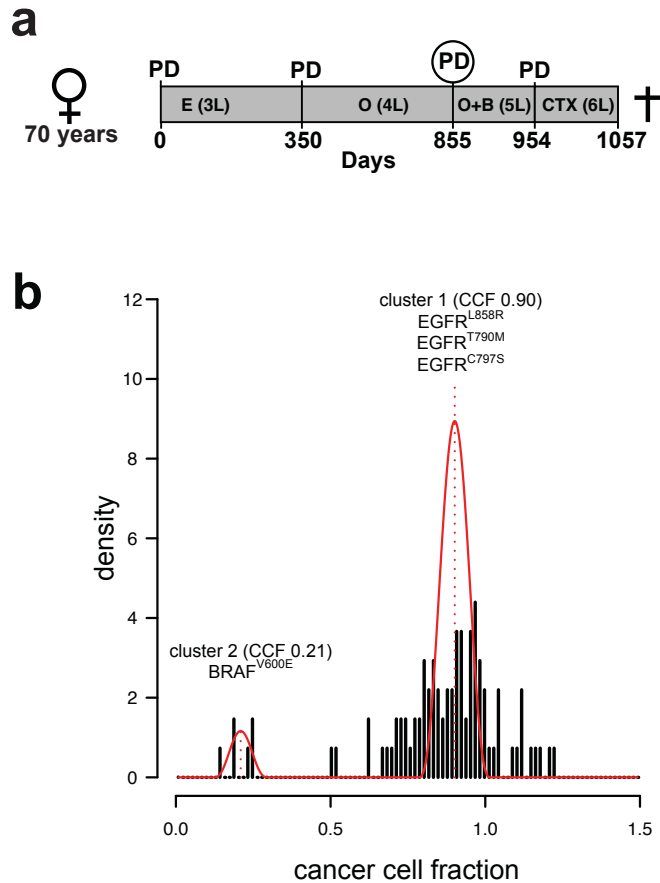 a
PD PD PD PD
E (3L) O (4L) O+B (5L) CTX (6L)
70 years
0 350 855 954 1057
Days
b
cluster 1 (CCF 0.90)
EGFR^L858R
EGFR^T790M
EGFR^C797S
cluster 2 (CCF 0.21)
BRAF^V600E
density
12
10
8
6
4
2
0
0.0 0.5 1.0 1.5
cancer cell fraction